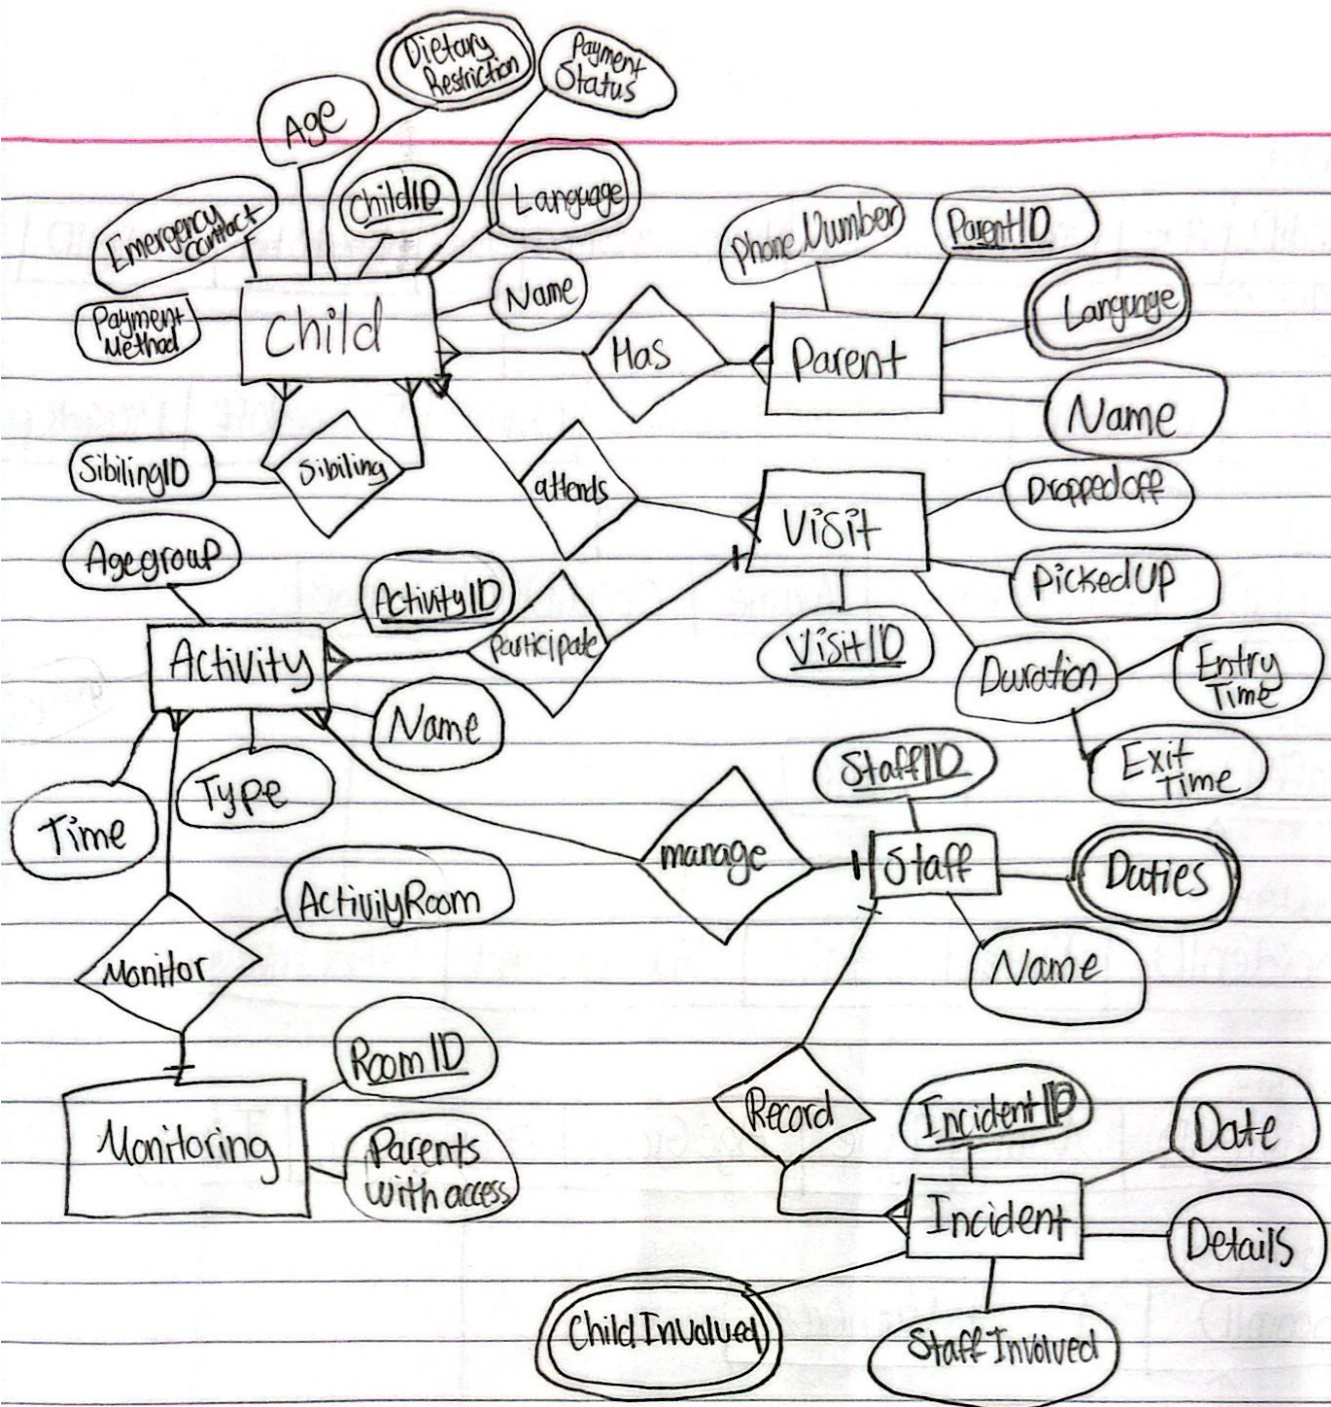 Dietary
Restriction
Payment
Status
Age
ChildID
Language
Emergency
contact
Payment
Method
Child
Name
Has
phoneNumber
ParentID
Language
Parent
Name
SibilingID
Sibiling
attends
Visit
Droppedoff
PickedUP
VisitID
Duration
Entry
Time
Exit
Time
Agegroup
ActivityID
participate
Activity
Name
Time
Type
StaffID
manage
Staff
Duties
Name
ActiviyRoom
Monitor
RoomID
Monitoring
Parents
with access
Record
IncidentID
Date
Incident
Details
Child Involved
Staff Involved